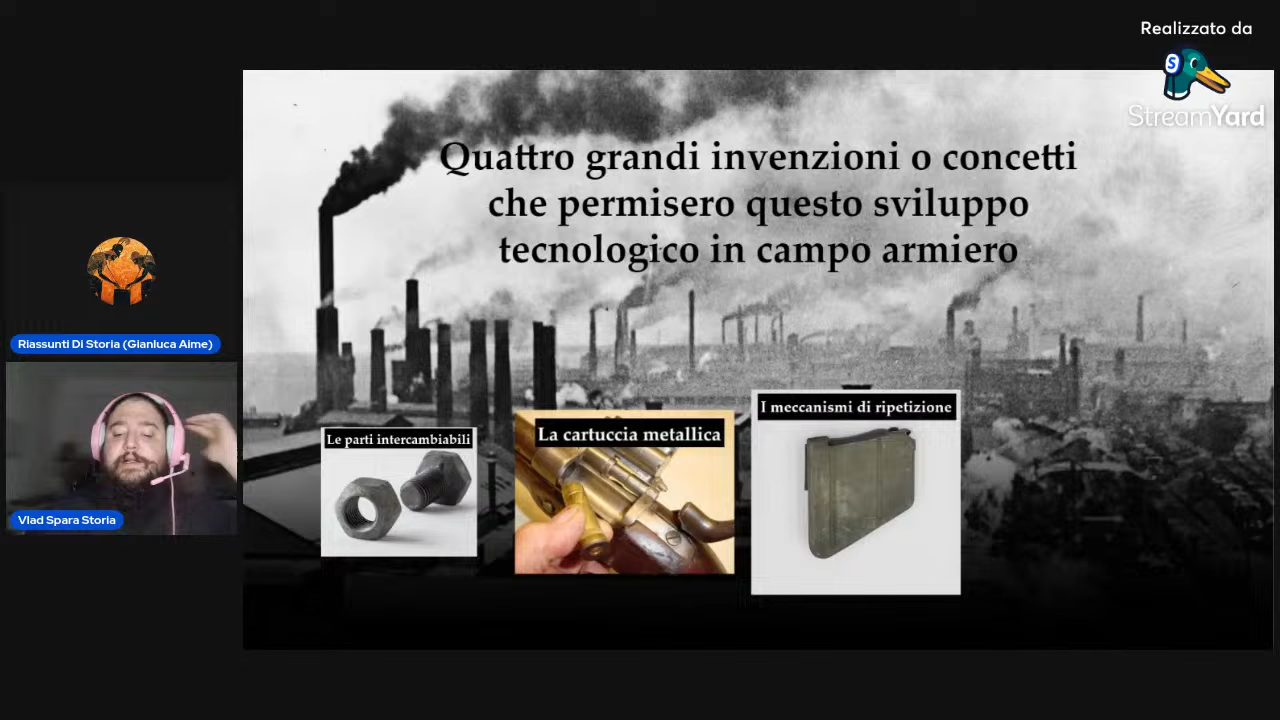 Realizzato da
S
StreamYard
Quattro grandi invenzioni o concetti
che permisero questo sviluppo
tecnologico in campo armiero
Riassunti Di Storia (Gianluca Aime)
Vlad Spara Storia
Le parti intercambiabili
La cartuccia metallica
I meccanismi di ripetizione